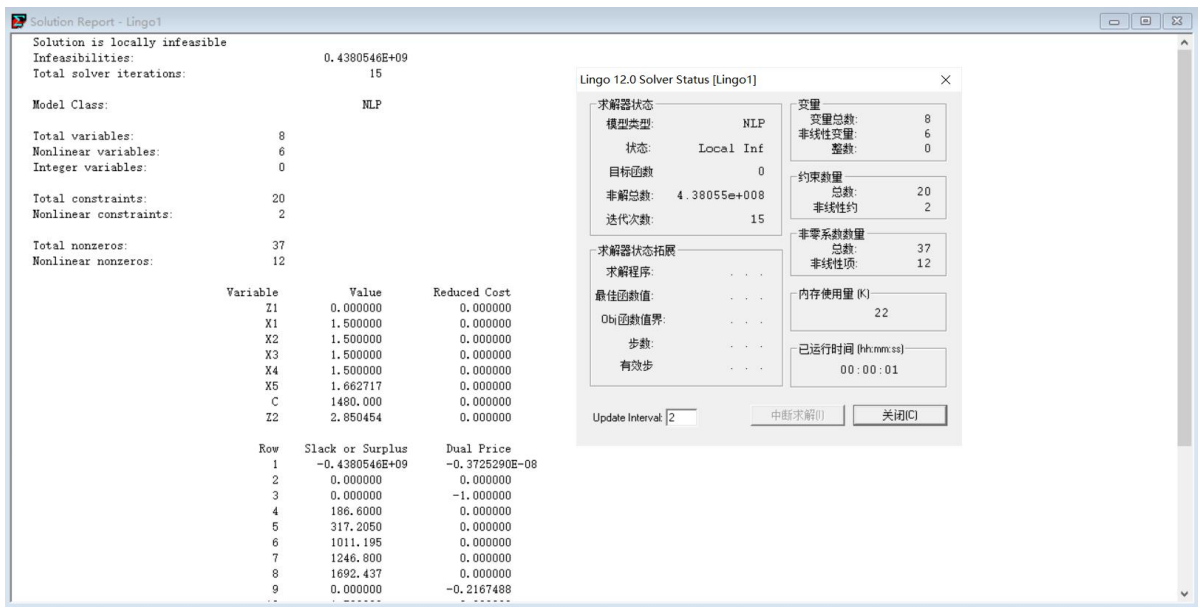 Solution Report - Lingo1
Solution is locally infeasible
Infeasibilities: 0.4380546E+09
Total solver iterations: 15
Model Class: NLP
Total variables: 8
Nonlinear variables: 6
Integer variables: 0
Total constraints: 20
Nonlinear constraints: 2
Total nonzeros: 37
Nonlinear nonzeros: 12
Variable Value Reduced Cost
Z1 0.000000 0.000000
X1 1.500000 0.000000
X2 1.500000 0.000000
X3 1.500000 0.000000
X4 1.500000 0.000000
X5 1.662717 0.000000
C 1480.000 0.000000
Z2 2.850454 0.000000
Row Slack or Surplus Dual Price
1 -0.4380546E+09 -0.3725290E-08
2 0.000000 0.000000
3 0.000000 -1.000000
4 186.6000 0.000000
5 317.2050 0.000000
6 1011.195 0.000000
7 1246.800 0.000000
8 1692.437 0.000000
9 0.000000 -0.2167488
Lingo 12.0 Solver Status [Lingo1]
求解器状态
模型类型: NLP
状态: Local Inf
目标函数 0
非解总数: 4.38055e+008
迭代次数: 15
求解器状态拓展
求解程序: . . .
最佳函数值: . . .
Obj函数值界: . . .
步数: . . .
有效步 . . .
变量
变量总数: 8
非线性变量: 6
整数: 0
约束数量
总数: 20
非线性约 2
非零系数数量
总数: 37
非线性项: 12
内存使用量 (K)
22
已运行时间 (hh:mm:ss)
00:00:01
Update Interval: 2
中断求解(I)
关闭(C)